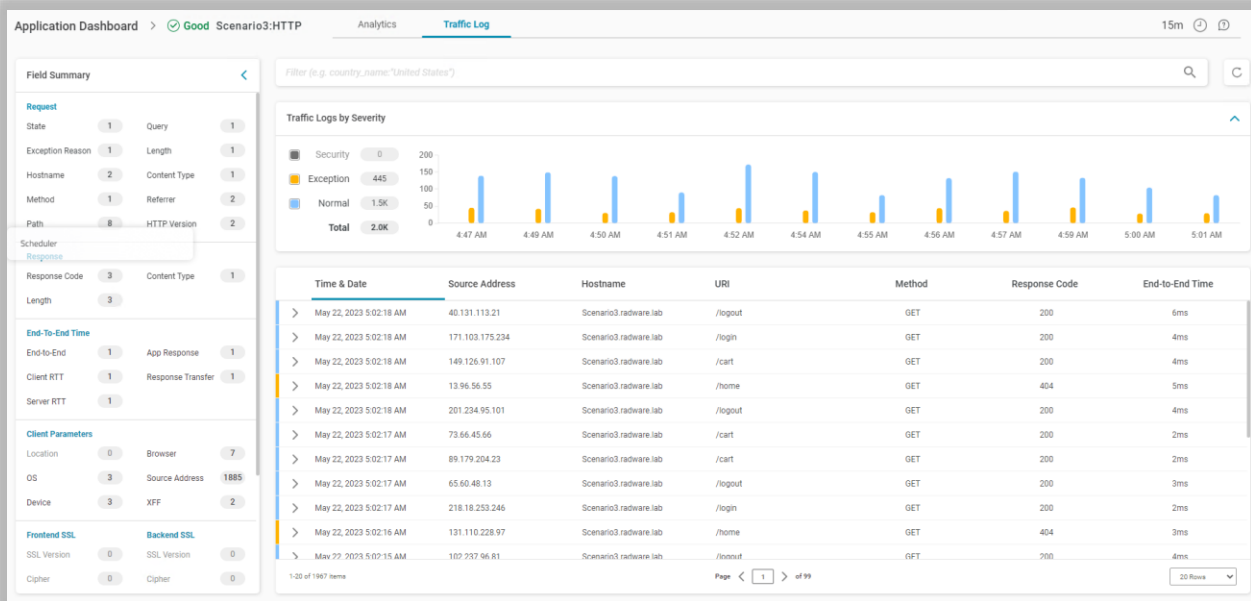 Application Dashboard > Good Scenario3:HTTP Analytics Traffic Log 15m
Field Summary
Request
State 1 Query 1
Exception Reason 1 Length 1
Hostname 2 Content Type 1
Method 1 Referrer 2
Path 8 HTTP Version 2
Scheduler
Response
Response Code 3 Content Type 1
Length 3
End-To-End Time
End-to-End 1 App Response 1
Client RTT 1 Response Transfer 1
Server RTT 1
Client Parameters
Location 0 Browser 7
OS 3 Source Address 1885
Device 3 XFF 2
Frontend SSL Backend SSL
SSL Version 0 SSL Version 0
Cipher 0 Cipher 0
Filter (e.g. country_name:"United States")
Traffic Logs by Severity
Security 0
Exception 445
Normal 1.5K
Total 2.0K
200
150
100
50
0
4:47 AM 4:49 AM 4:50 AM 4:51 AM 4:52 AM 4:54 AM 4:55 AM 4:56 AM 4:57 AM 4:59 AM 5:00 AM 5:01 AM
Time & Date Source Address Hostname URI Method Response Code End-to-End Time
May 22, 2023 5:02:18 AM 40.131.113.21 Scenario3.radware.lab /logout GET 200 6ms
May 22, 2023 5:02:18 AM 171.103.175.234 Scenario3.radware.lab /login GET 200 4ms
May 22, 2023 5:02:18 AM 149.126.91.107 Scenario3.radware.lab /cart GET 200 4ms
May 22, 2023 5:02:18 AM 13.96.56.55 Scenario3.radware.lab /home GET 404 5ms
May 22, 2023 5:02:18 AM 201.234.95.101 Scenario3.radware.lab /logout GET 200 4ms
May 22, 2023 5:02:17 AM 73.66.45.66 Scenario3.radware.lab /cart GET 200 2ms
May 22, 2023 5:02:17 AM 89.179.204.23 Scenario3.radware.lab /cart GET 200 2ms
May 22, 2023 5:02:17 AM 65.60.48.13 Scenario3.radware.lab /logout GET 200 3ms
May 22, 2023 5:02:17 AM 218.18.253.246 Scenario3.radware.lab /login GET 200 2ms
May 22, 2023 5:02:16 AM 131.110.228.97 Scenario3.radware.lab /home GET 404 3ms
May 22, 2023 5:02:15 AM 102.237.96.81 Scenario3.radware.lab /logout GET 200 4ms
1-20 of 1967 items Page 1 of 99 20 Rows